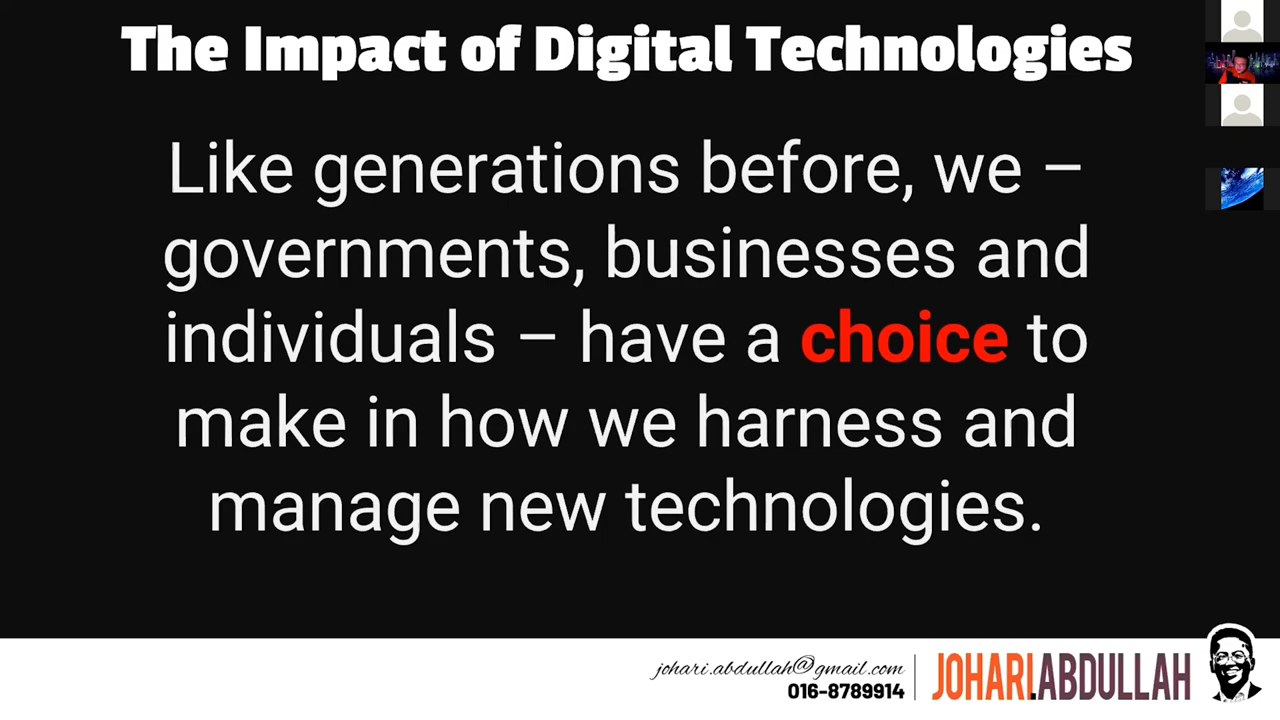 The Impact of Digital Technologies
Like generations before, we –
governments, businesses and
individuals – have a choice to
make in how we harness and
manage new technologies.
johari.abdullah@gmail.com
016-8789914
JOHARI.ABDULLAH